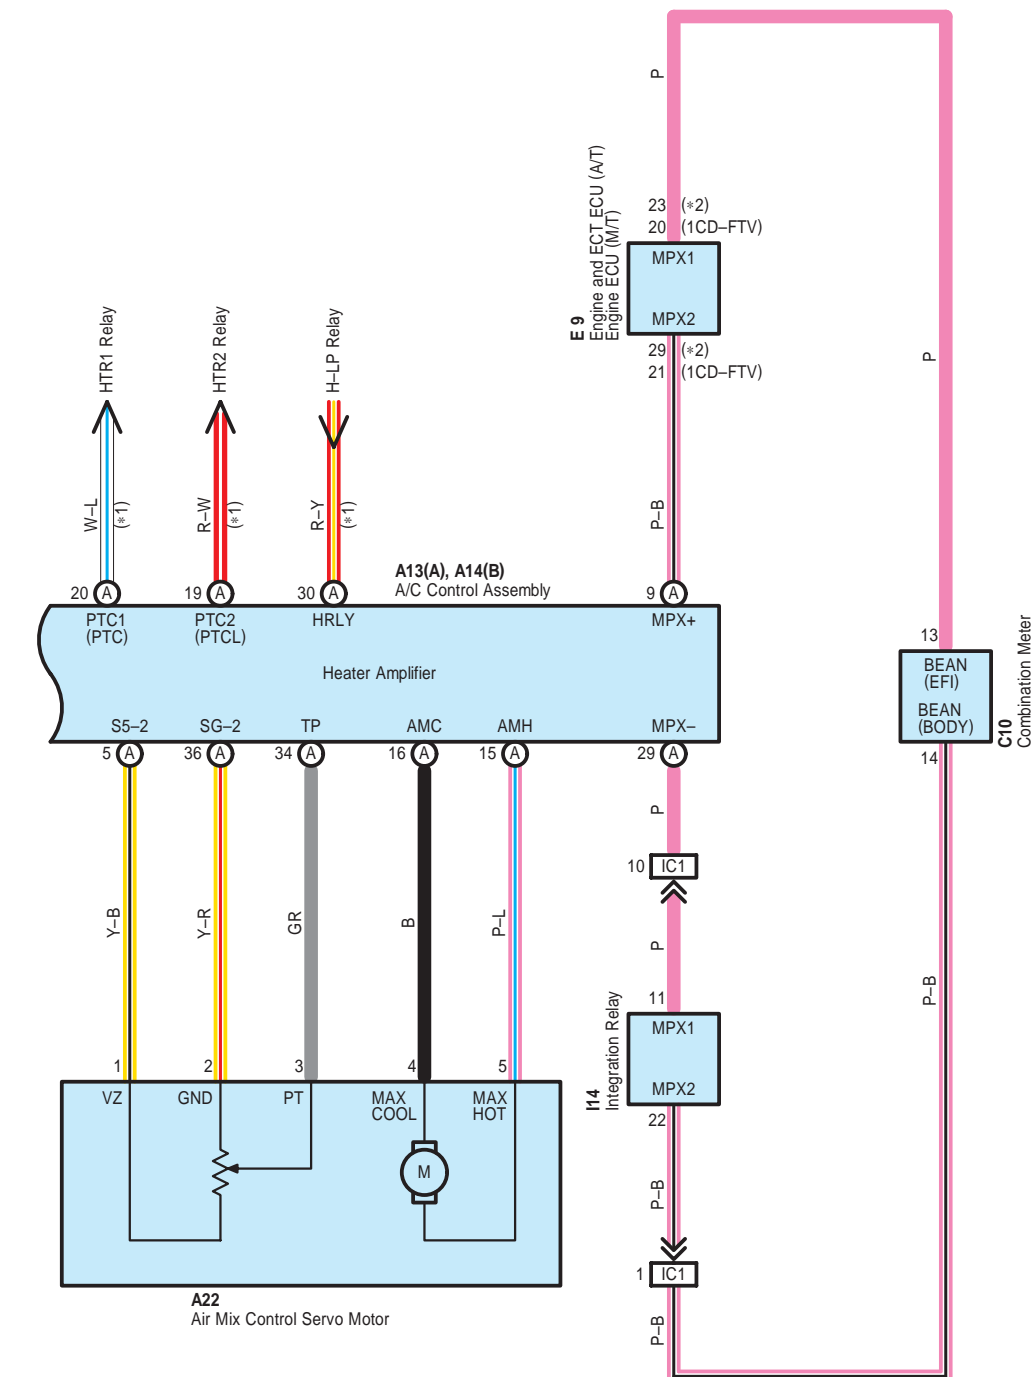 P
E 9
Engine and ECT ECU (A/T)
Engine ECU (M/T)
23 (∗2)
20 (1CD–FTV)
MPX1
MPX2
29 (∗2)
21 (1CD–FTV)
P
HTR1 Relay
HTR2 Relay
H–LP Relay
W–L
(∗1)
R–W
(∗1)
R–Y
(∗1)
P–B
A13(A), A14(B)
A/C Control Assembly
20 A
19 A
30 A
9 A
PTC1
(PTC)
PTC2
(PTCL)
HRLY
MPX+
Heater Amplifier
S5–2
SG–2
TP
AMC
AMH
MPX–
5 A
36 A
34 A
16 A
15 A
29 A
13
BEAN
(EFI)
BEAN
(BODY)
14
C10
Combination Meter
P
10 IC1
Y–B
Y–R
GR
B
P–L
P
P–B
11
MPX1
MPX2
22
I14
Integration Relay
1
2
3
4
5
VZ
GND
PT
MAX
COOL
MAX
HOT
M
P–B
1 IC1
P–B
A22
Air Mix Control Servo Motor